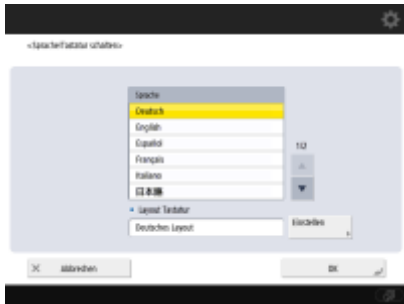 <Sprache/Tastatur schalten>
Sprache
Deutsch
English
Español
Français
Italiano
日本語
1/2
Layout Tastatur
Deutsches Layout
Einstellen
Abbrechen
OK